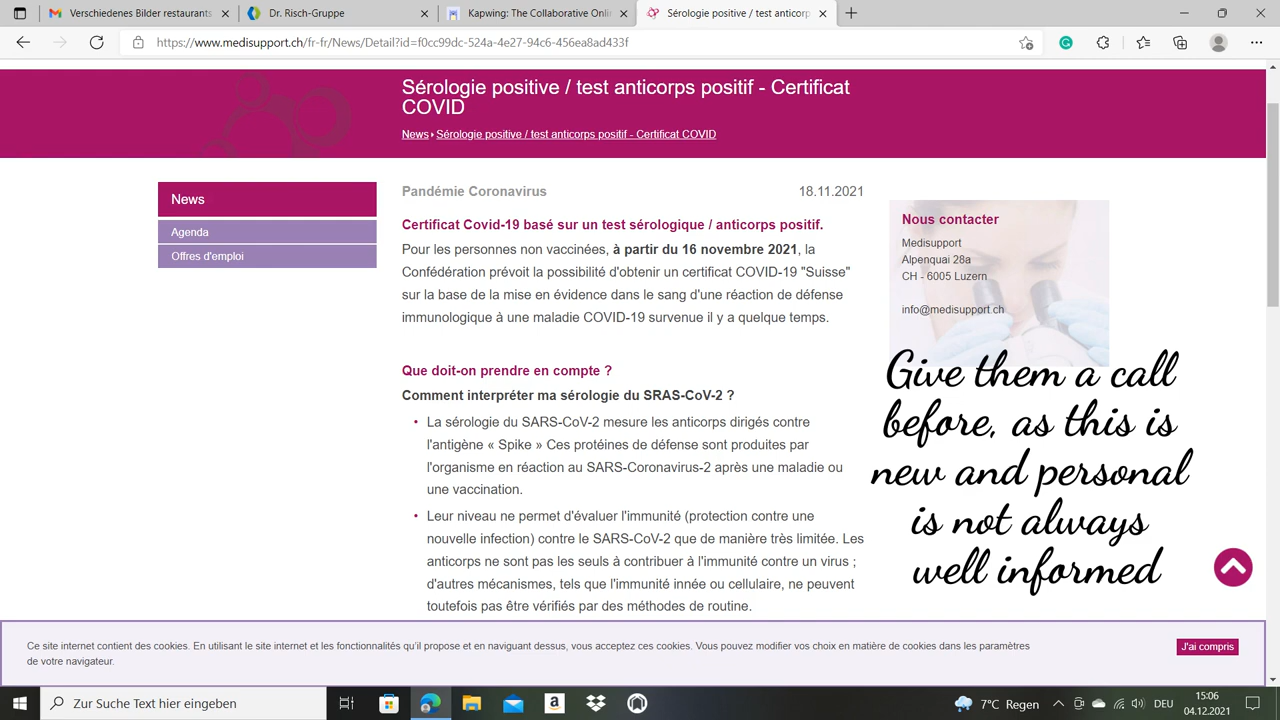 Verschiedenes Bilder restaurants
Dr. Risch-Gruppe
Kapwing: The Collaborative Onli
Sérologie positive / test anticorp
https://www.medisupport.ch/fr-fr/News/Detail?id=f0cc99dc-524a-4e27-94c6-456ea8ad433f
Sérologie positive / test anticorps positif - Certificat
COVID
News Sérologie positive / test anticorps positif - Certificat COVID
News
Agenda
Offres d'emploi
Pandémie Coronavirus 18.11.2021
Certificat Covid-19 basé sur un test sérologique / anticorps positif.
Pour les personnes non vaccinées, à partir du 16 novembre 2021, la
Confédération prévoit la possibilité d'obtenir un certificat COVID-19 "Suisse"
sur la base de la mise en évidence dans le sang d'une réaction de défense
immunologique à une maladie COVID-19 survenue il y a quelque temps.
Que doit-on prendre en compte ?
Comment interpréter ma sérologie du SRAS-CoV-2 ?
• La sérologie du SARS-CoV-2 mesure les anticorps dirigés contre
l'antigène « Spike » Ces protéines de défense sont produites par
l'organisme en réaction au SARS-Coronavirus-2 après une maladie ou
une vaccination.
• Leur niveau ne permet d'évaluer l'immunité (protection contre une
nouvelle infection) contre le SARS-CoV-2 que de manière très limitée. Les
anticorps ne sont pas les seuls à contribuer à l'immunité contre un virus ;
d'autres mécanismes, tels que l'immunité innée ou cellulaire, ne peuvent
toutefois pas être vérifiés par des méthodes de routine.
Nous contacter
Medisupport
Alpenquai 28a
CH - 6005 Luzern
info@medisupport.ch
Give them a call
before, as this is
new and personal
is not always
well informed
Ce site internet contient des cookies. En utilisant le site internet et les fonctionnalités qu'il propose et en naviguant dessus, vous acceptez ces cookies. Vous pouvez modifier vos choix en matière de cookies dans les paramètres
de votre navigateur.
J'ai compris
Zur Suche Text hier eingeben
7°C Regen
DEU
15:06
04.12.2021